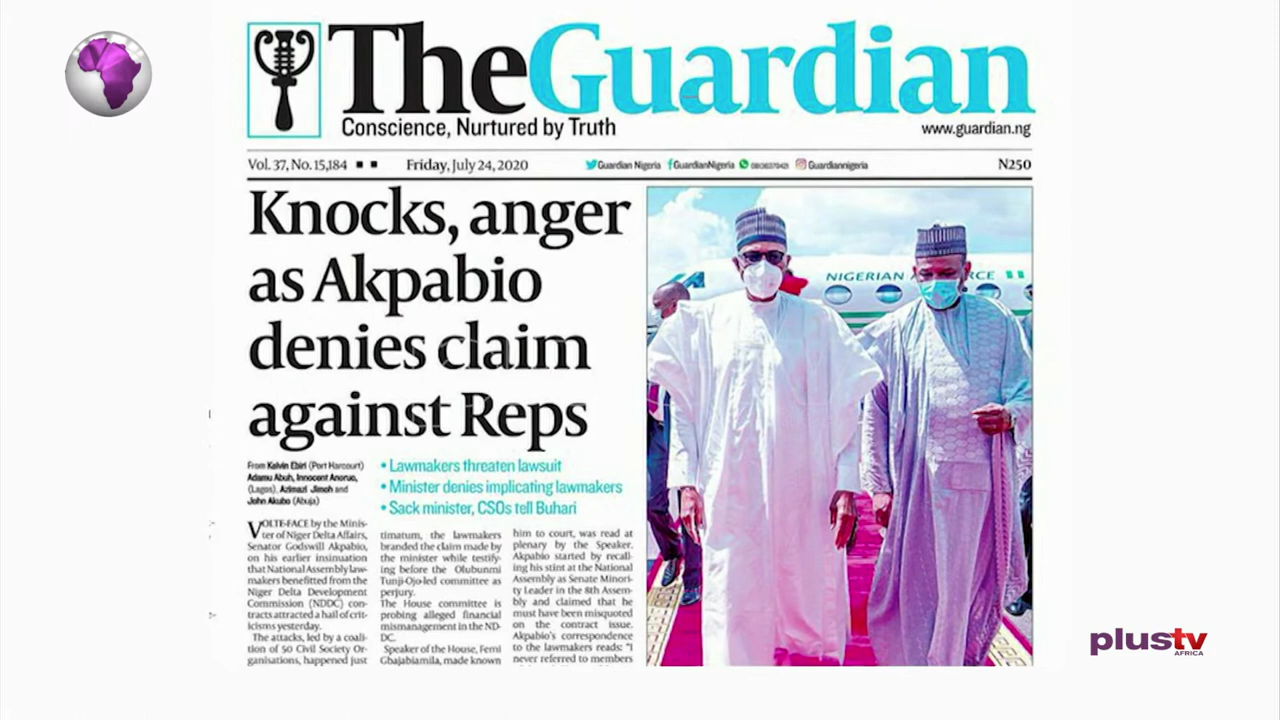 The Guardian
Conscience, Nurtured by Truth
www.guardian.ng
Vol. 37, No. 15,184
Friday, July 24, 2020
Guardian Nigeria
GuardianNigeria
Guardiannigeria
N250
Knocks, anger
as Akpabio
denies claim
against Reps
From Kelvin Ebiri (Port Harcourt)
Adamu Abuh, Innocent Anoruo,
(Lagos), Azimazi Jimoh and
John Akubo (Abuja)
• Lawmakers threaten lawsuit
• Minister denies implicating lawmakers
• Sack minister, CSOs tell Buhari
VOLTE-FACE by the Minis-
ter of Niger Delta Affairs,
Senator Godswill Akpabio,
on his earlier insinuation
that National Assembly law-
makers benefitted from the
Niger Delta Development
Commission (NDDC) con-
tracts attracted a hail of crit-
icisms yesterday.
The attacks, led by a coali-
tion of 50 Civil Society Or-
ganisations, happened just
timatum, the lawmakers
branded the claim made by
the minister while testify-
ing before the Olubunmi
Tunji-Ojo-led committee as
perjury.
The House committee is
probing alleged financial
mismanagement in the ND-
DC.
Speaker of the House, Femi
Gbajabiamila, made known
him to court, was read at
plenary by the Speaker.
Akpabio started by recall-
ing his stint at the National
Assembly as Senate Minori-
ty Leader in the 8th Assem-
bly and claimed that he
must have been misquoted
on the contract issue.
Akpabio's correspondence
to the lawmakers reads: "I
never referred to members
NIGERIAN
plustv
AFRICA